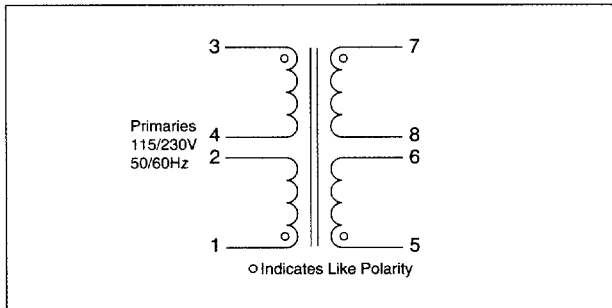 3 7
Primaries 4 8
115/230V 2 6
50/60Hz
1 5
Indicates Like Polarity